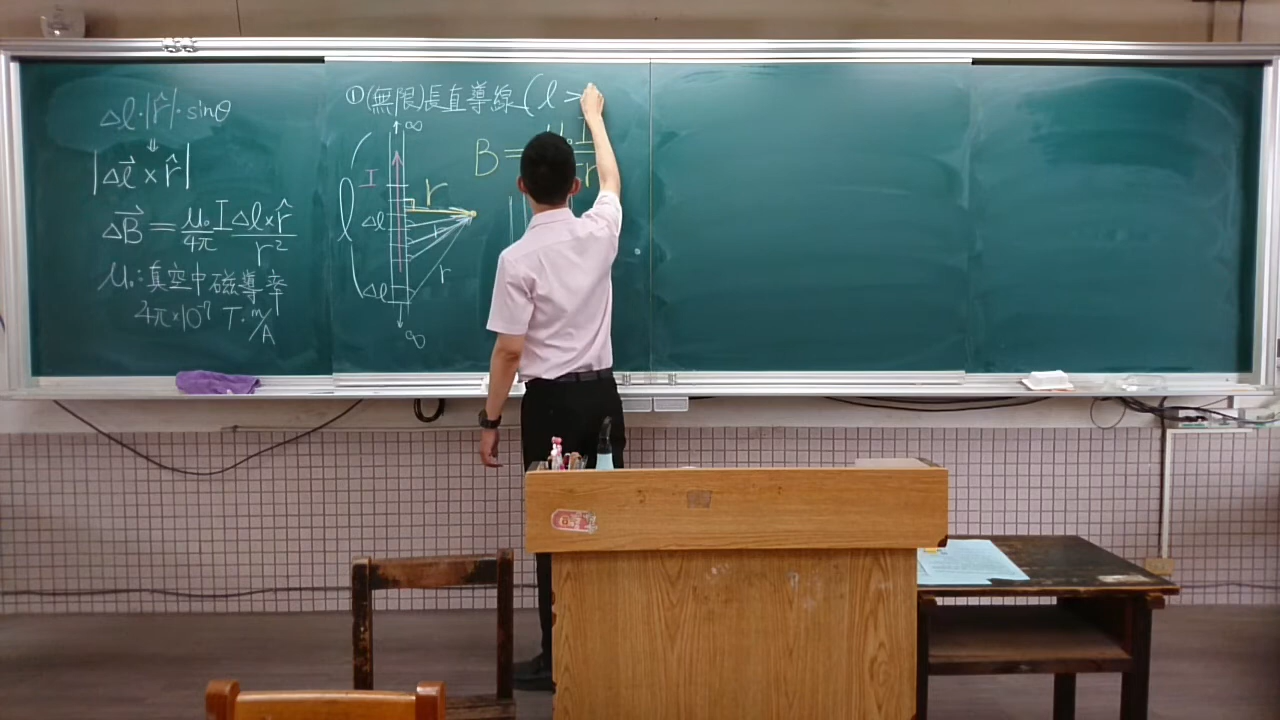 Δl·|r̂|·sinθ
⇓
|Δl⃗ × r̂|
ΔB⃗ = μ₀/4π IΔl×r̂/r²
μ₀:真空中磁導率
4π×10⁻⁷ T·m/A
①(無限)長直導線(l >
∞
I
r
l
Δl
r
r
Δl
∞
B = μ₀I
r